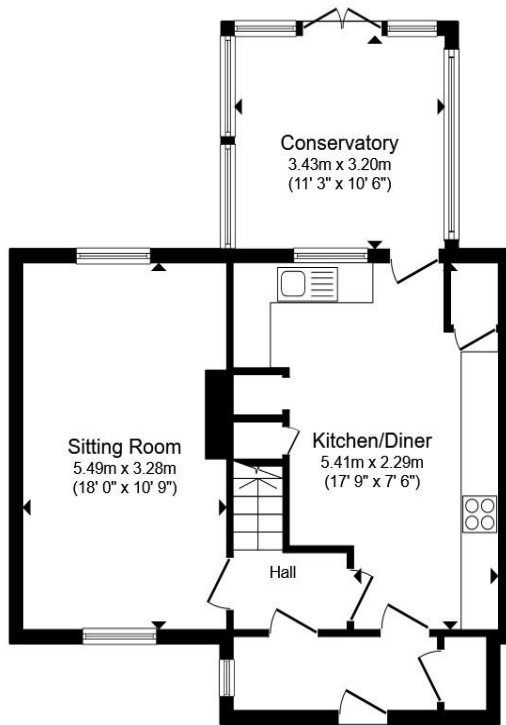 Conservatory
3.43m x 3.20m
(11' 3" x 10' 6")
Sitting Room
5.49m x 3.28m
(18' 0" x 10' 9")
Kitchen/Diner
5.41m x 2.29m
(17' 9" x 7' 6")
Hall